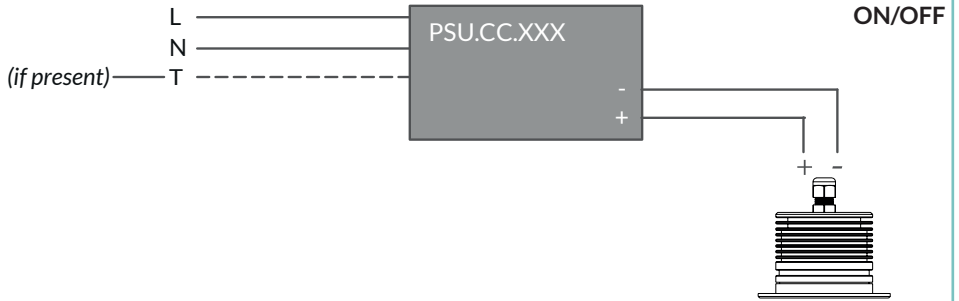 L
ON/OFF
PSU.CC.XXX
N
(if present) T
-
+
+ -